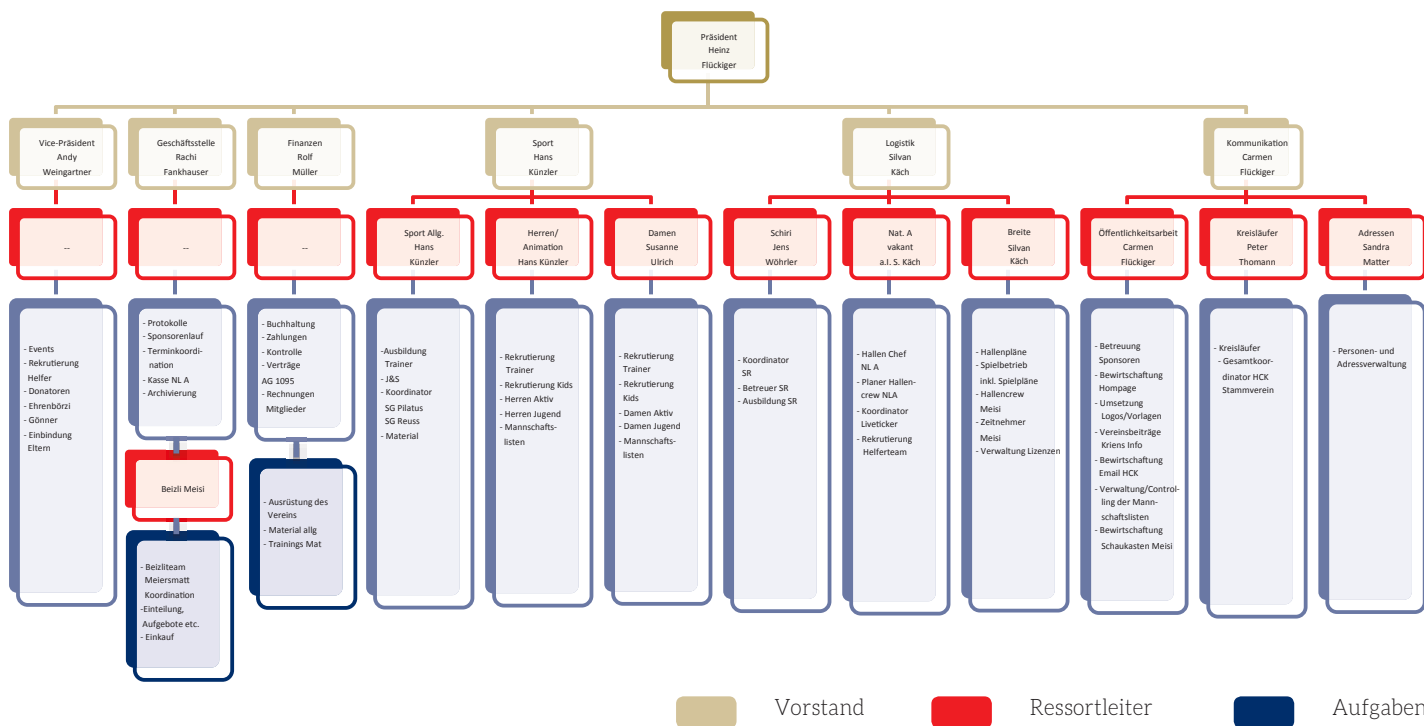 Präsident
Heinz
Flückiger
Vice-Präsident
Andy
Weingartner
Geschäftsstelle
Rachi
Fankhauser
Finanzen
Rolf
Müller
Sport
Hans
Künzler
Logistik
Silvan
Käch
Kommunikation
Carmen
Flückiger
--
--
--
Sport Allg.
Hans
Künzler
Herren/
Animation
Hans Künzler
Damen
Susanne
Ulrich
Schiri
Jens
Wöhrler
Nat. A
vakant
a.I. S. Käch
Breite
Silvan
Käch
Öffentlichkeitsarbeit
Carmen
Flückiger
Kreisläufer
Peter
Thomann
Adressen
Sandra
Matter
- Events
- Rekrutierung
Helfer
- Donatoren
- Ehrenbörzi
- Gönner
- Einbindung
Eltern
- Protokolle
- Sponsorenlauf
- Terminkoordi-
nation
- Kasse NL A
- Archivierung
Beizli Meisi
- Beizliteam
Meiersmatt
Koordination
-Einteilung,
Aufgebote etc.
- Einkauf
- Buchhaltung
- Zahlungen
- Kontrolle
- Verträge
AG 1095
- Rechnungen
Mitglieder
- Ausrüstung des
Vereins
- Material allg
- Trainings Mat
-Ausbildung
Trainer
- J&S
- Koordinator
SG Pilatus
SG Reuss
- Material
- Rekrutierung
Trainer
- Rekrutierung Kids
- Herren Aktiv
- Herren Jugend
- Mannschafts-
listen
- Rekrutierung
Trainer
- Rekrutierung
Kids
- Damen Aktiv
- Damen Jugend
- Mannschafts-
listen
- Koordinator
SR
- Betreuer SR
- Ausbildung SR
- Hallen Chef
NL A
- Planer Hallen-
crew NLA
- Koordinator
Liveticker
- Rekrutierung
Helferteam
- Hallenpläne
- Spielbetrieb
inkl. Spielpläne
- Hallencrew
Meisi
- Zeitnehmer
Meisi
- Verwaltung Lizenzen
- Betreuung
Sponsoren
- Bewirtschaftung
Hompage
- Umsetzung
Logos/Vorlagen
- Vereinsbeiträge
Kriens Info
- Bewirtschaftung
Email HCK
- Verwaltung/Control-
ling der Mann-
schaftslisten
- Bewirtschaftung
Schaukasten Meisi
- Kreisläufer
- Gesamtkoor-
dinator HCK
Stammverein
- Personen- und
Adressverwaltung
Vorstand
Ressortleiter
Aufgaben